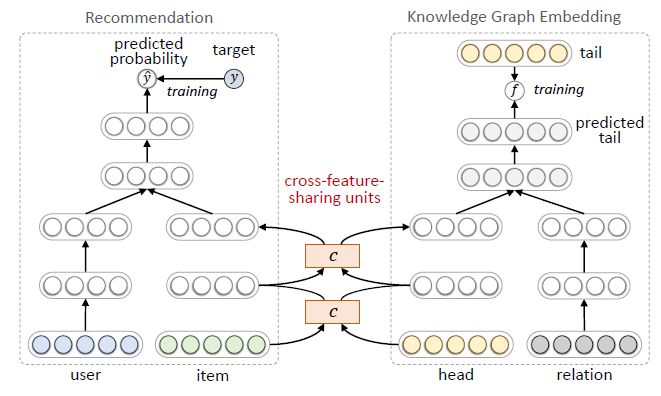 Recommendation
Knowledge Graph Embedding
predicted
probability
target
ŷ
y
training
tail
f
training
predicted
tail
cross-feature-
sharing units
c
c
user
item
head
relation